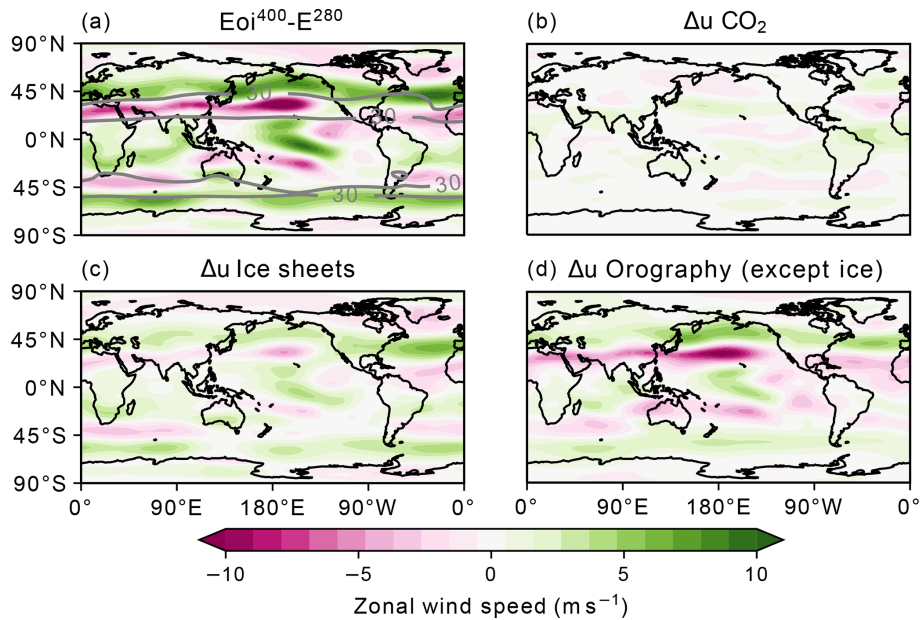 (a) Eoi⁴⁰⁰-E²⁸⁰
(b) Δu CO₂
90°N
45°N
0°N
45°S
90°S
30
30
30
30
(c) Δu Ice sheets
(d) Δu Orography (except ice)
90°N
45°N
0°N
45°S
90°S
0° 90°E 180°E 90°W 0°
0° 90°E 180°E 90°W 0°
−10 −5 0 5 10
Zonal wind speed (m s⁻¹)